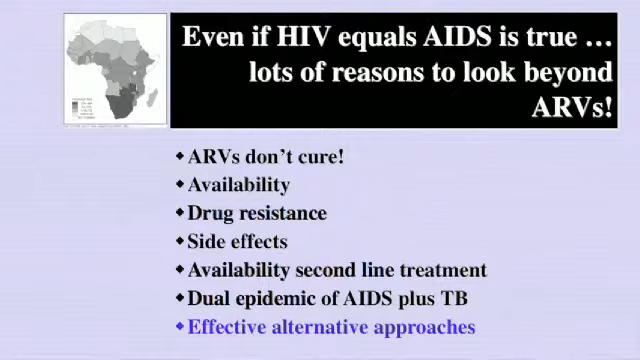 Even if HIV equals AIDS is true …
lots of reasons to look beyond
ARVs!
◆ARVs don't cure!
◆Availability
◆Drug resistance
◆Side effects
◆Availability second line treatment
◆Dual epidemic of AIDS plus TB
◆Effective alternative approaches